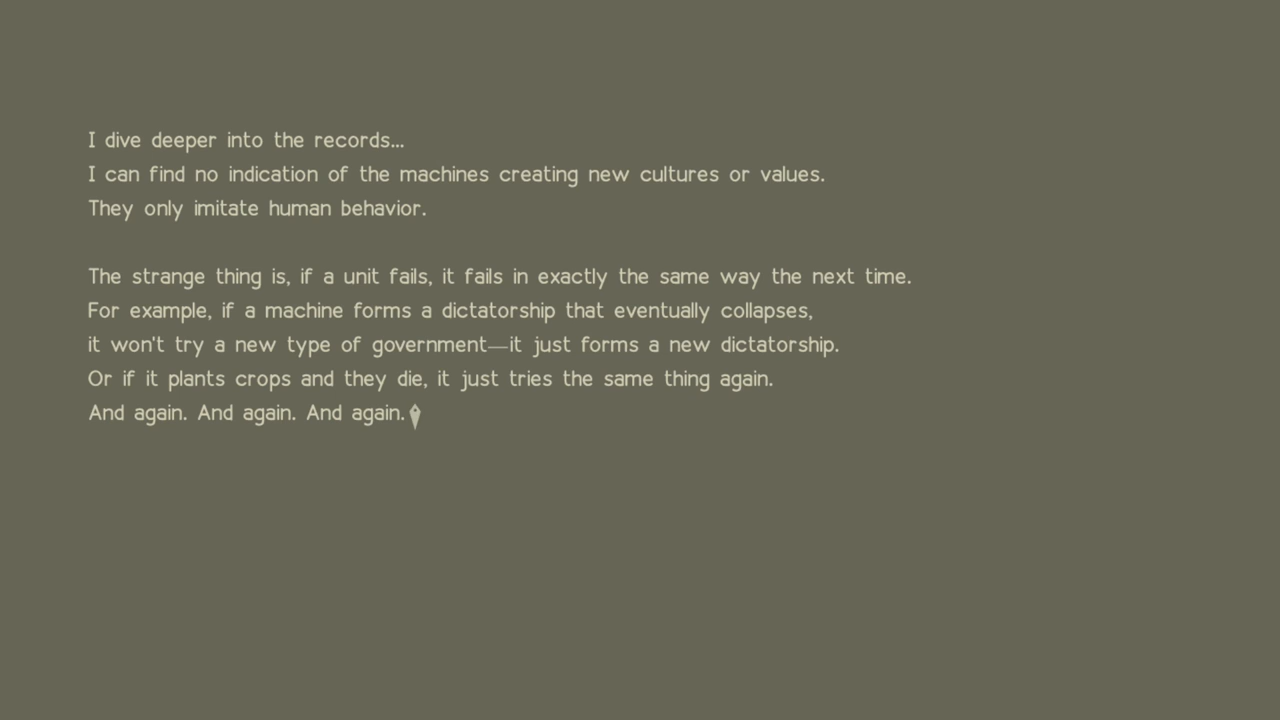 I dive deeper into the records...
I can find no indication of the machines creating new cultures or values.
They only imitate human behavior.
The strange thing is, if a unit fails, it fails in exactly the same way the next time.
For example, if a machine forms a dictatorship that eventually collapses,
it won't try a new type of government—it just forms a new dictatorship.
Or if it plants crops and they die, it just tries the same thing again.
And again. And again. And again.